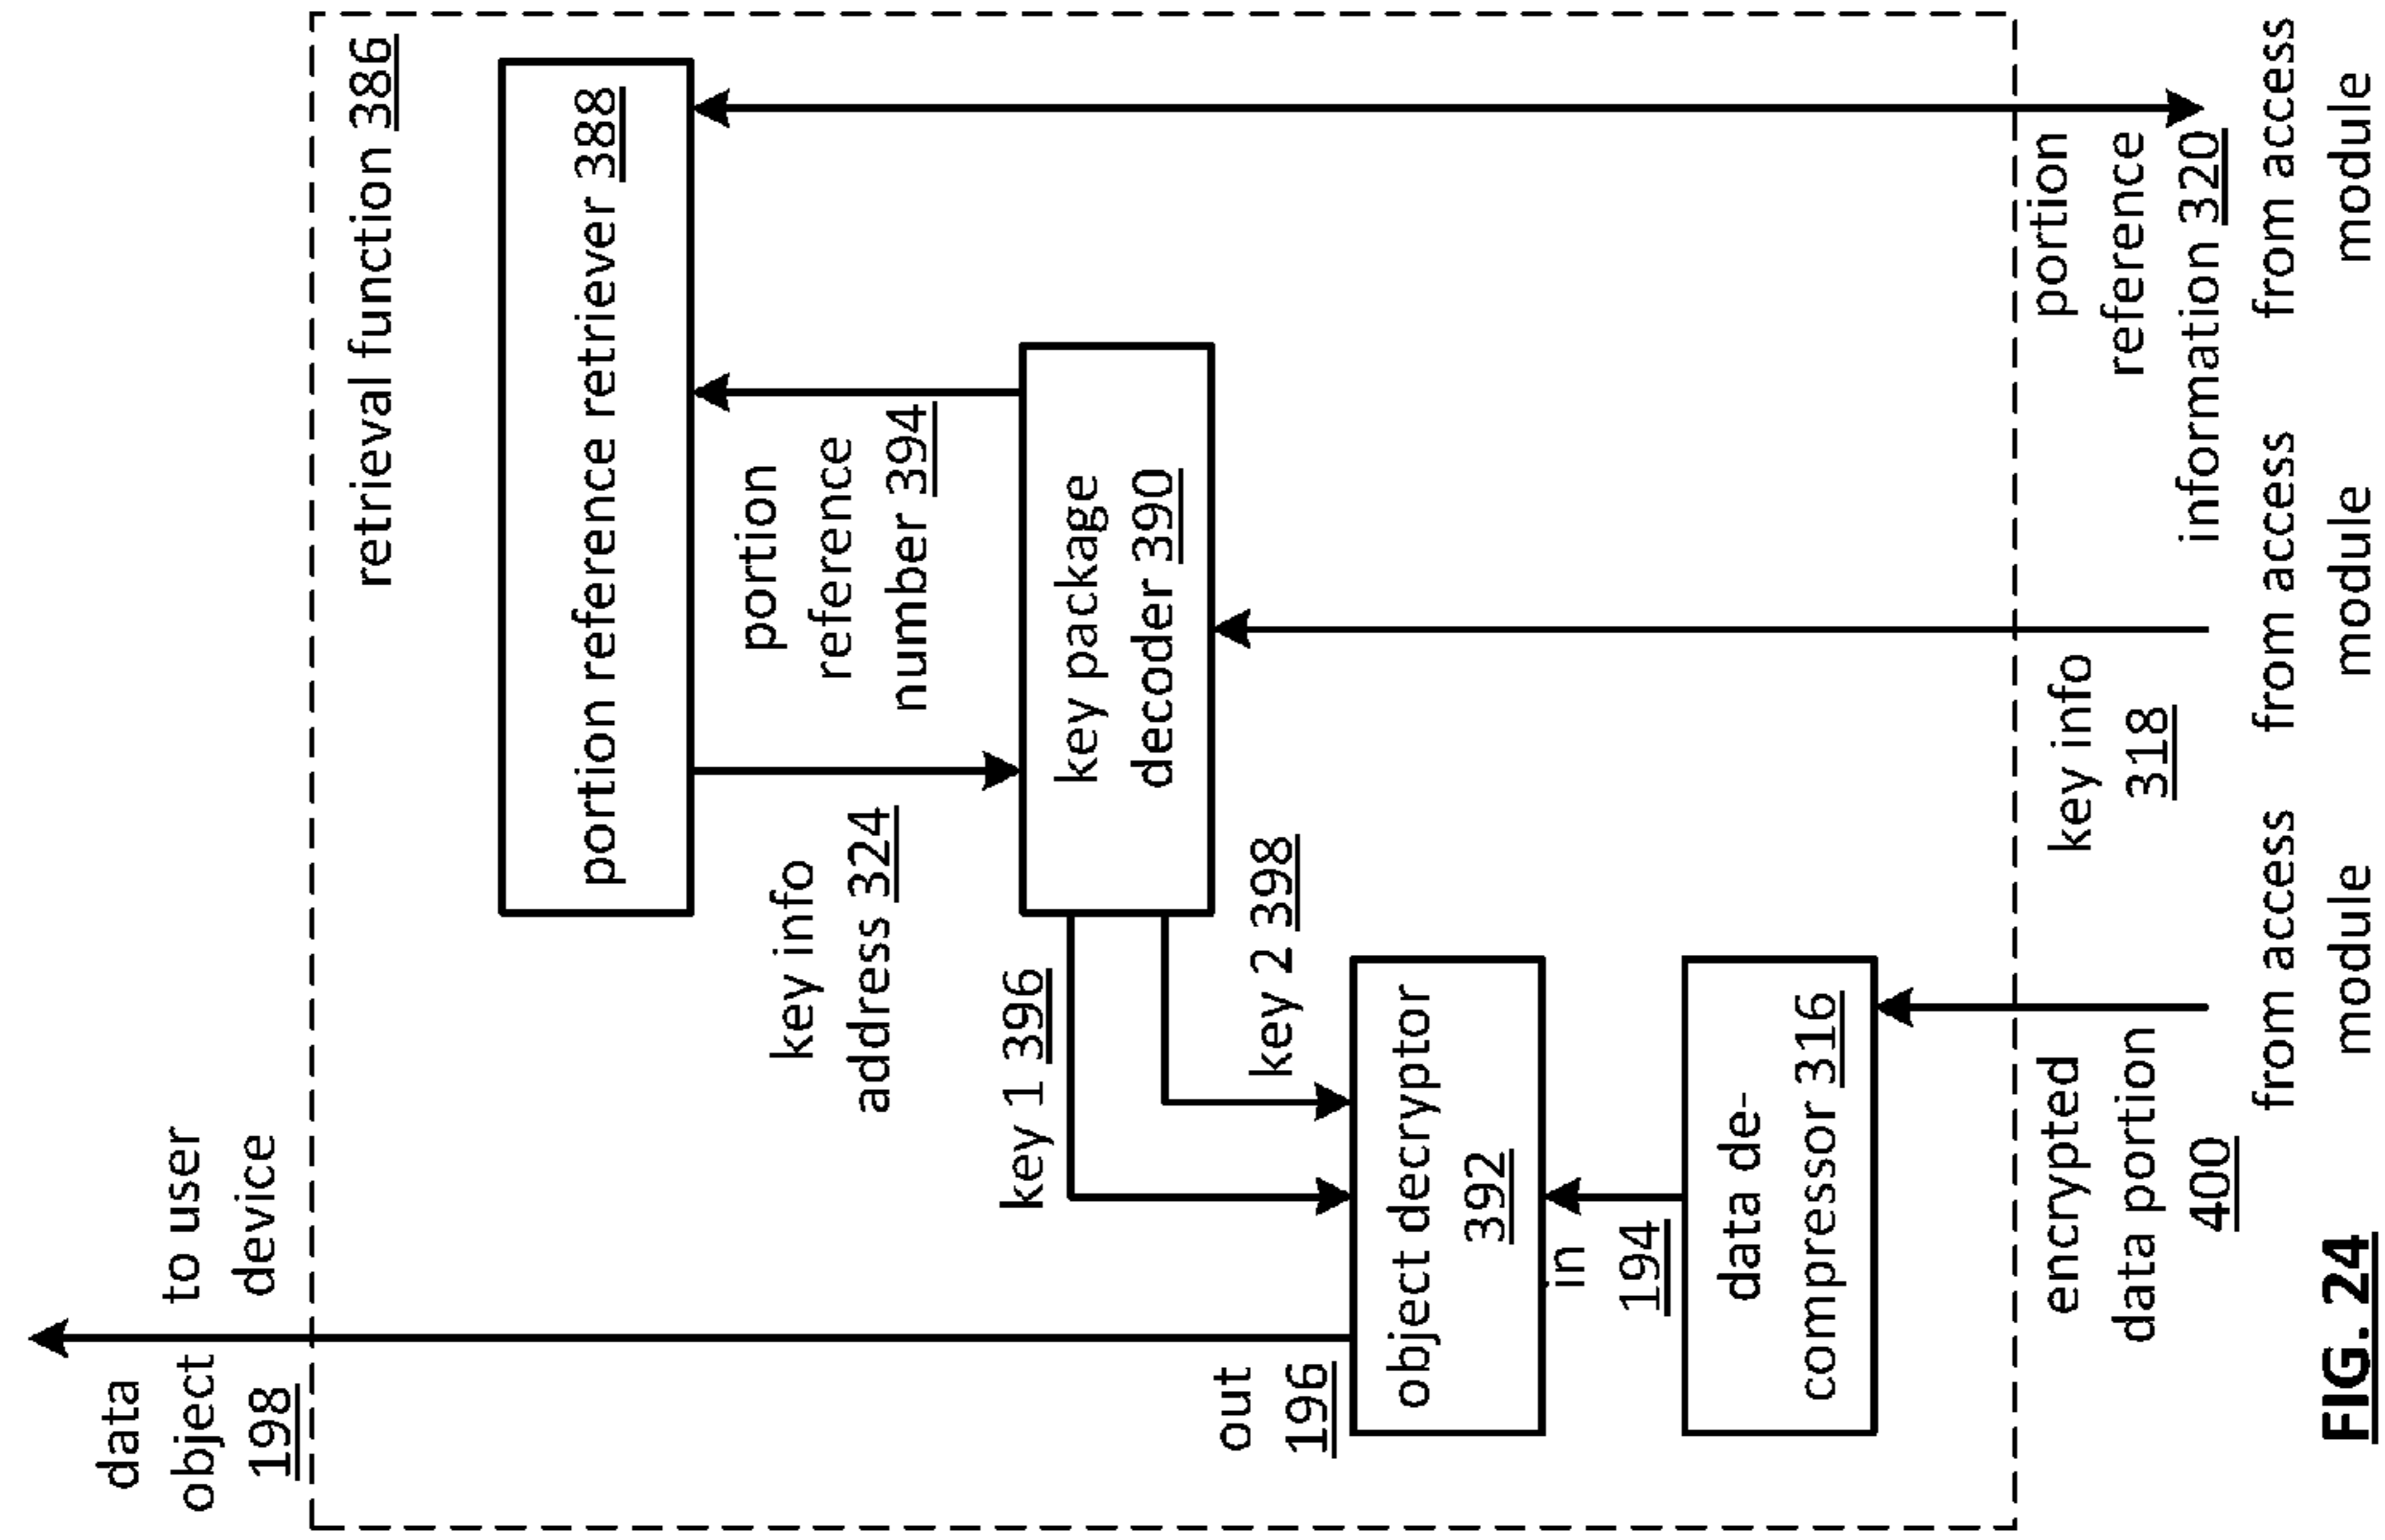 data
object 198
to user
device
retrieval function 386
portion reference retriever 388
key info
address 324
portion
reference
number 394
key package
decoder 390
key 1 396
key 2 398
out
196
object decryptor
392
in
194
data de-
compressor 316
encrypted
data portion
400
key info
318
portion
reference
information 320
from access
module
from access
module
from access
module
FIG. 24